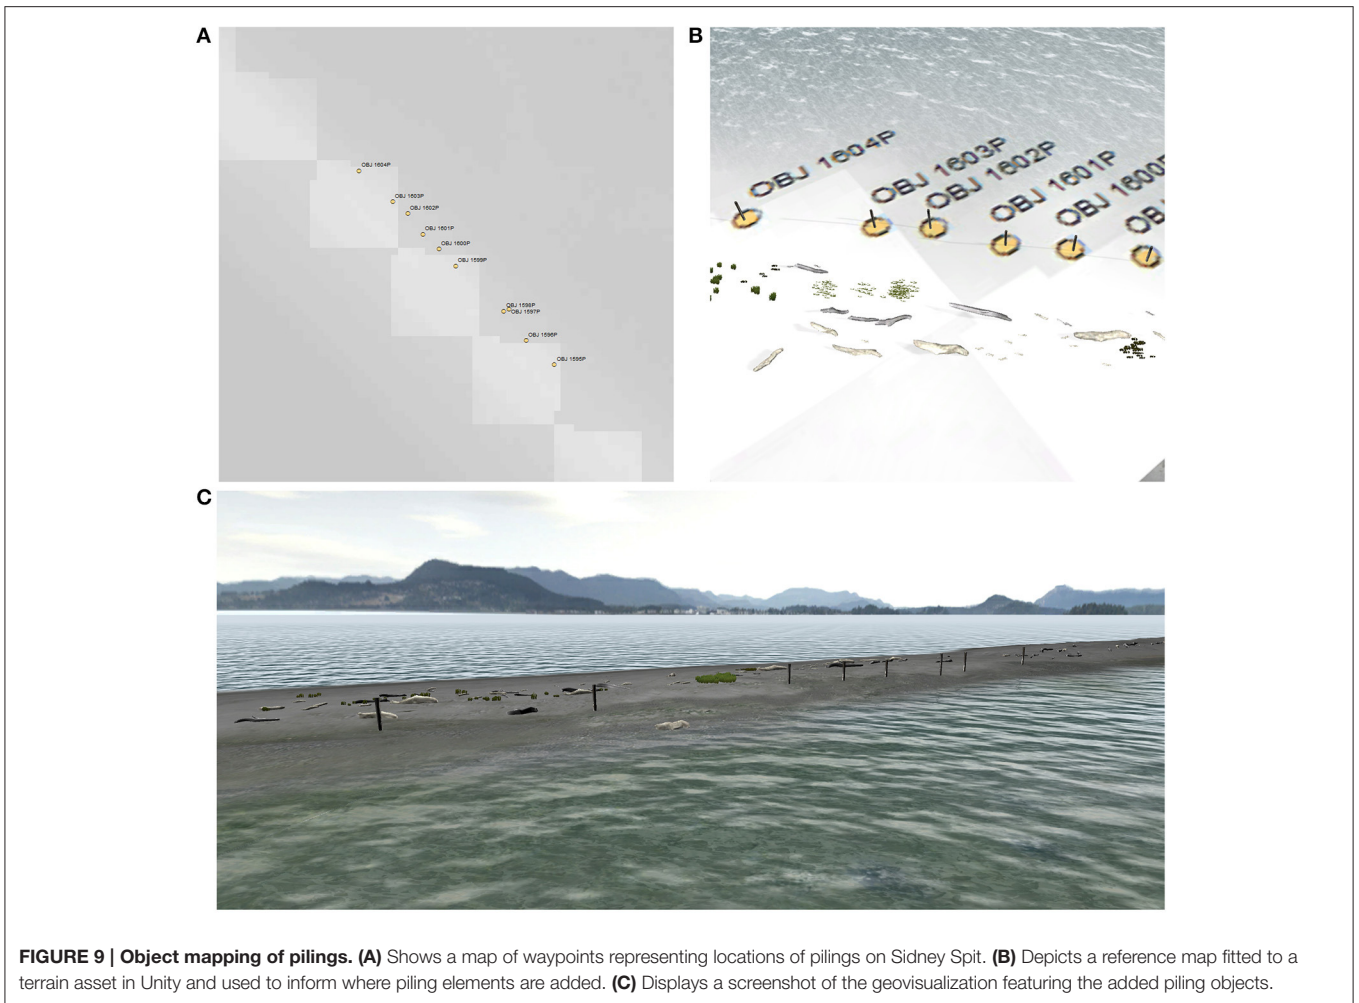 A
OBJ 1604P
OBJ 1603P
OBJ 1602P
OBJ 1601P
OBJ 1600P
OBJ 1599P
OBJ 1598P
OBJ 1597P
OBJ 1596P
OBJ 1595P
B
OBJ 1604P
OBJ 1603P
OBJ 1602P
OBJ 1601P
OBJ 1600P
OBJ
C
FIGURE 9 | Object mapping of pilings. (A) Shows a map of waypoints representing locations of pilings on Sidney Spit. (B) Depicts a reference map fitted to a
terrain asset in Unity and used to inform where piling elements are added. (C) Displays a screenshot of the geovisualization featuring the added piling objects.